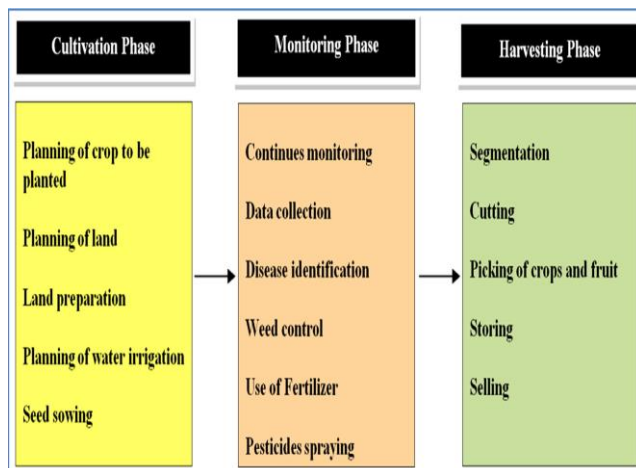 Cultivation Phase
Planning of crop to be
planted
Planning of land
Land preparation
Planning of water irrigation
Seed sowing
Monitoring Phase
Continues monitoring
Data collection
Disease identification
Weed control
Use of Fertilizer
Pesticides spraying
Harvesting Phase
Segmentation
Cutting
Picking of crops and fruit
Storing
Selling